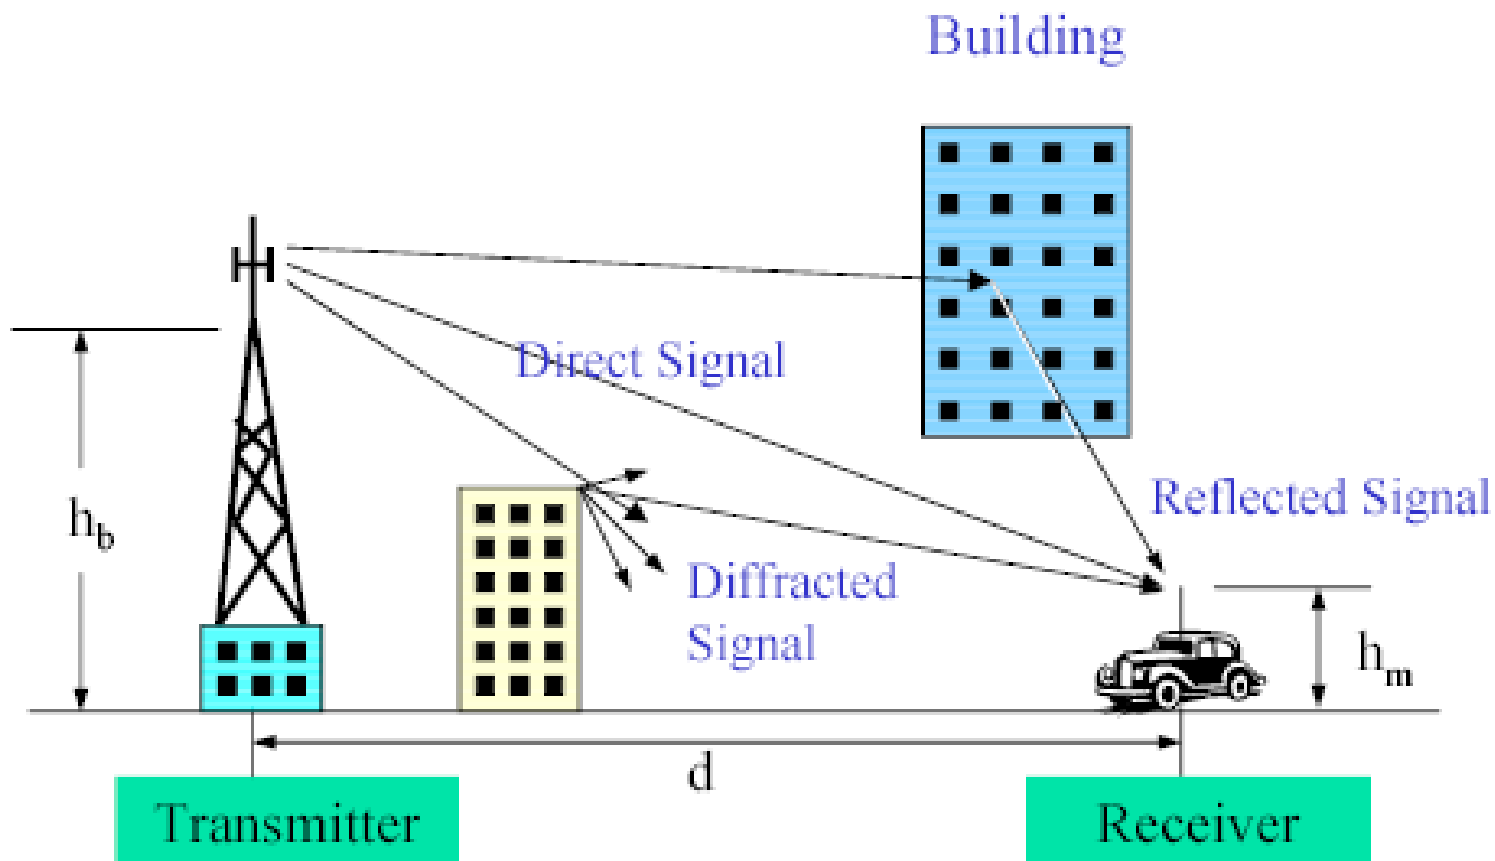 Building
Direct Signal
Reflected Signal
hb
Diffracted
Signal
hm
d
Transmitter
Receiver